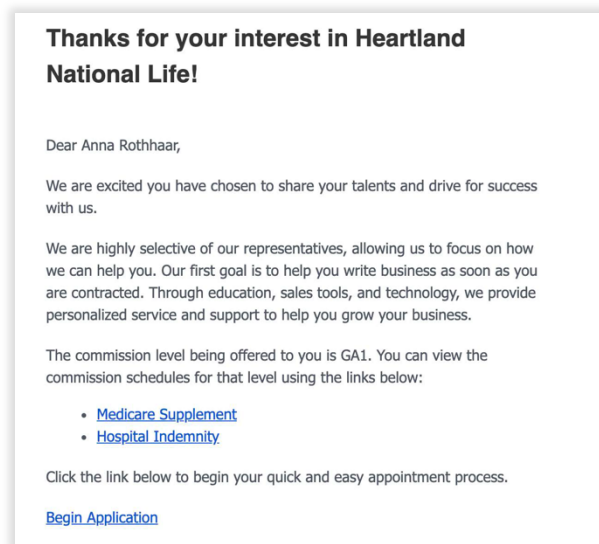 Thanks for your interest in Heartland
National Life!
Dear Anna Rothhaar,
We are excited you have chosen to share your talents and drive for success
with us.
We are highly selective of our representatives, allowing us to focus on how
we can help you. Our first goal is to help you write business as soon as you
are contracted. Through education, sales tools, and technology, we provide
personalized service and support to help you grow your business.
The commission level being offered to you is GA1. You can view the
commission schedules for that level using the links below:
• Medicare Supplement
• Hospital Indemnity
Click the link below to begin your quick and easy appointment process.
Begin Application